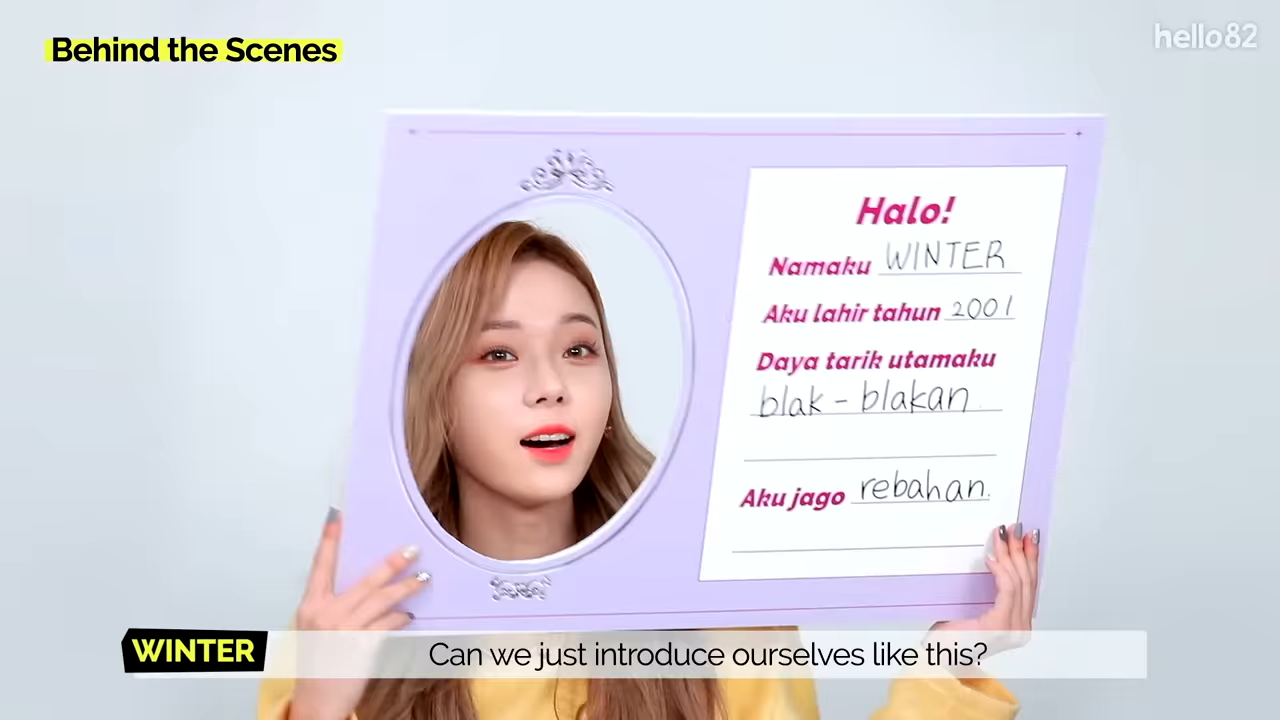 Behind the Scenes
hello82
Halo!
Namaku WINTER
Aku lahir tahun 2001
Daya tarik utamaku
blak - blakan
Aku jago rebahan.
WINTER
Can we just introduce ourselves like this?